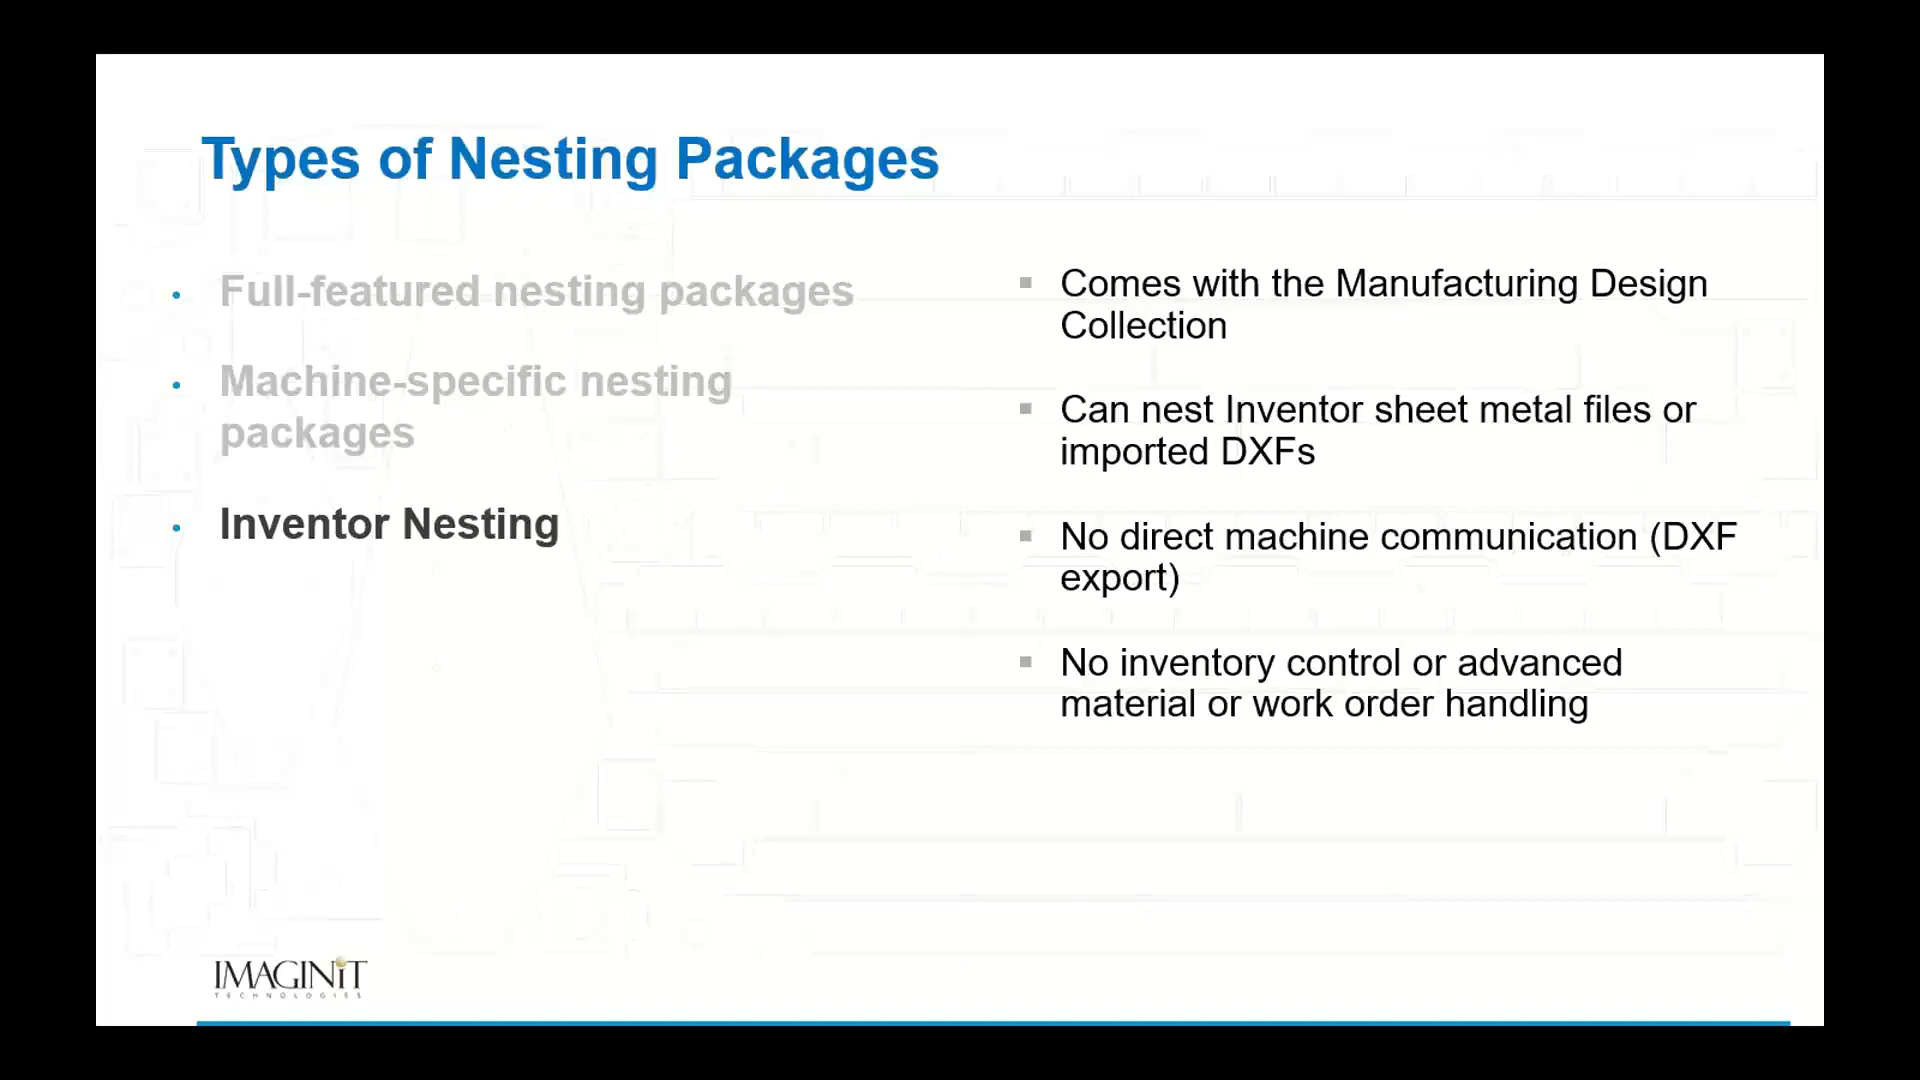 Types of Nesting Packages
Full-featured nesting packages
Machine-specific nesting
packages
Inventor Nesting
Comes with the Manufacturing Design
Collection
Can nest Inventor sheet metal files or
imported DXFs
No direct machine communication (DXF
export)
No inventory control or advanced
material or work order handling
IMAGINiT
TECHNOLOGIES